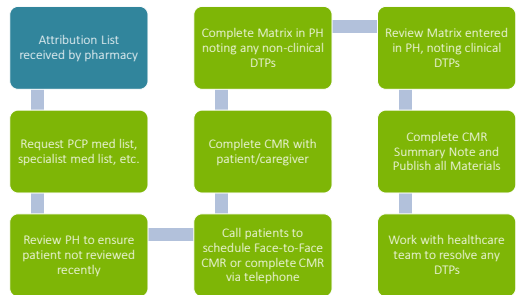 Attribution List
received by pharmacy
Request PCP med list,
specialist med list, etc.
Review PH to ensure
patient not reviewed
recently
Call patients to
schedule Face-to-Face
CMR or complete CMR
via telephone
Complete CMR with
patient/caregiver
Complete Matrix in PH
noting any non-clinical
DTPs
Review Matrix entered
in PH, noting clinical
DTPs
Complete CMR
Summary Note and
Publish all Materials
Work with healthcare
team to resolve any
DTPs